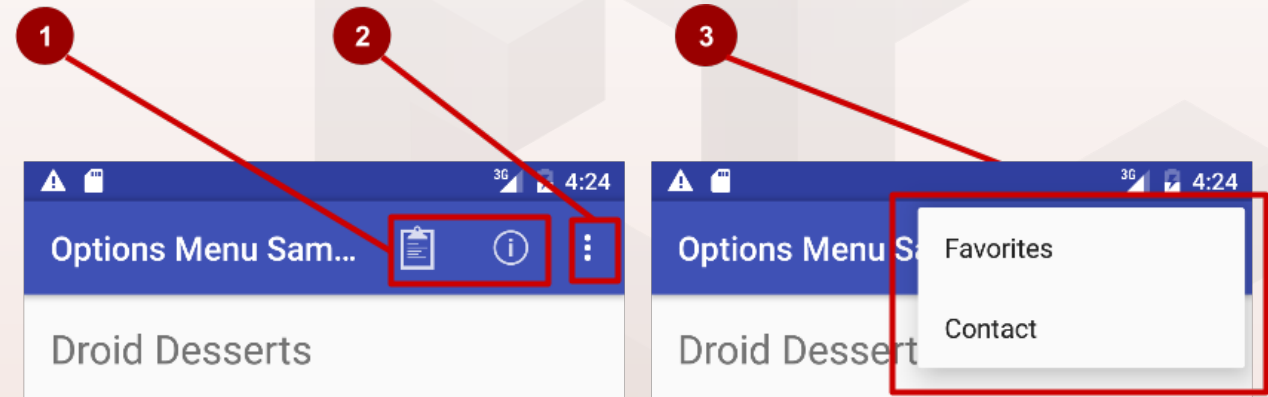 1
2
3
3G 4:24
Options Menu Sam...
Droid Desserts
3G 4:24
Options Menu Sa
Favorites
Contact
Droid Dessert